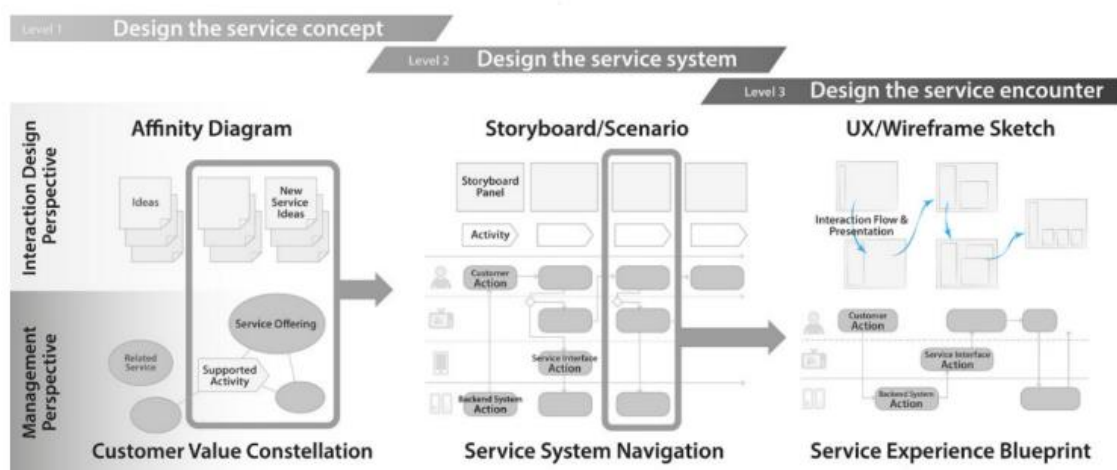 Level 1 Design the service concept
Level 2 Design the service system
Level 3 Design the service encounter
Interaction Design
Perspective
Management
Perspective
Affinity Diagram
Ideas
New
Service
Ideas
Service Offering
Related
Service
Supported
Activity
Customer Value Constellation
Storyboard/Scenario
Storyboard
Panel
Activity
Customer
Action
Service Interface
Action
Backend System
Action
Service System Navigation
UX/Wireframe Sketch
Interaction Flow &
Presentation
Customer
Action
Service Interface
Action
Backend System
Action
Service Experience Blueprint